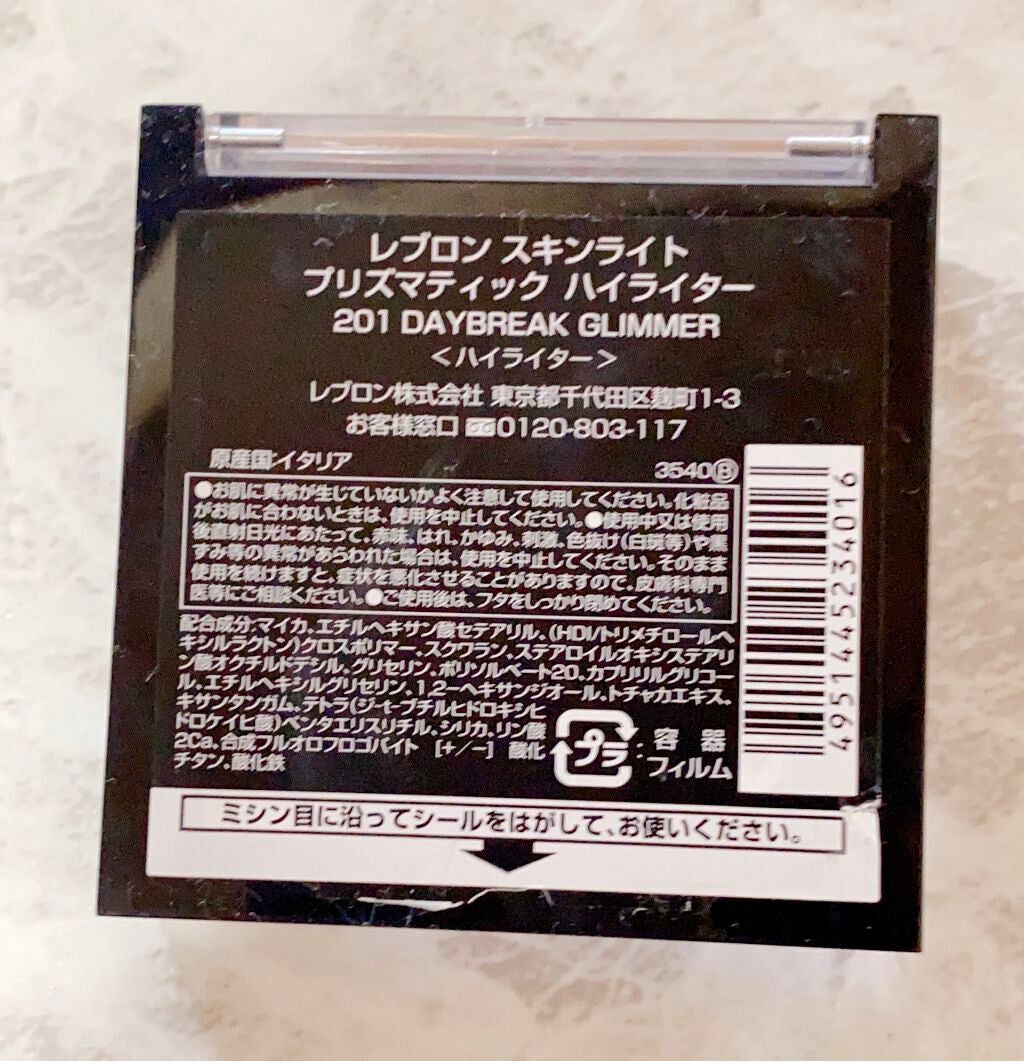 レブロン スキンライト
プリズマティック ハイライター
201 DAYBREAK GLIMMER
<ハイライター>
レブロン株式会社 東京都千代田区麹町1-3
お客様窓口 0120-803-117
原産国:イタリア
3540Ⓑ
●お肌に異常が生じていないかよく注意して使用してください。化粧品
がお肌に合わないときは、使用を中止してください。●使用中又は使用
後直射日光にあたって、赤味、はれ、かゆみ、刺激、色抜け(白斑等)や黒
ずみ等の異常があらわれた場合は、使用を中止してください。そのまま
使用を続けますと、症状を悪化させることがありますので、皮膚科専門
医等にご相談ください。●ご使用後は、フタをしっかり閉めてください。
配合成分:マイカ、エチルヘキサン酸セテアリル、(HDI/トリメチロールヘ
キシルラクトン)クロスポリマー、スクワラン、ステアロイルオキシステアリ
ン酸オクチルドデシル、グリセリン、ポリソルベート20、カプリリルグリコー
ル、エチルヘキシルグリセリン、1,2-ヘキサンジオール、トチャカエキス、
キサンタンガム、テトラ(ジ-t-ブチルヒドロキシヒ
ドロケイヒ酸)ペンタエリスリチル、シリカ、リン酸
2Ca、合成フルオロフロゴパイト [+/-] 酸化
チタン、酸化鉄
プラ
: 容器
フィルム
4951445234016
ミシン目に沿ってシールをはがして、お使いください。